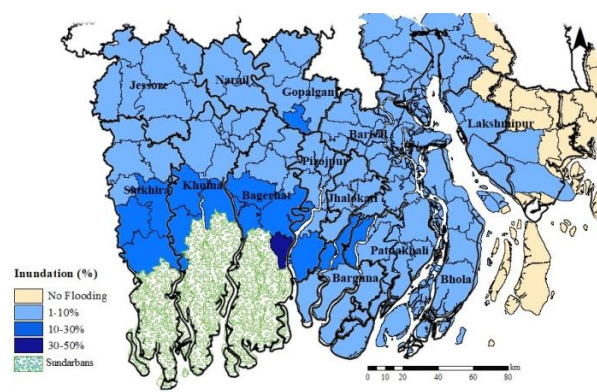 Jessore
Narail
Gopalganj
Barisal
Lakshmipur
Pirojpur
Satkhira
Khulna
Bagerhat
Jhalokati
Patuakhali
Barguna
Bhola
Inundation (%)
No Flooding
1-10%
10-30%
30-50%
Sundarbans
0 10 20 40 60 80
km